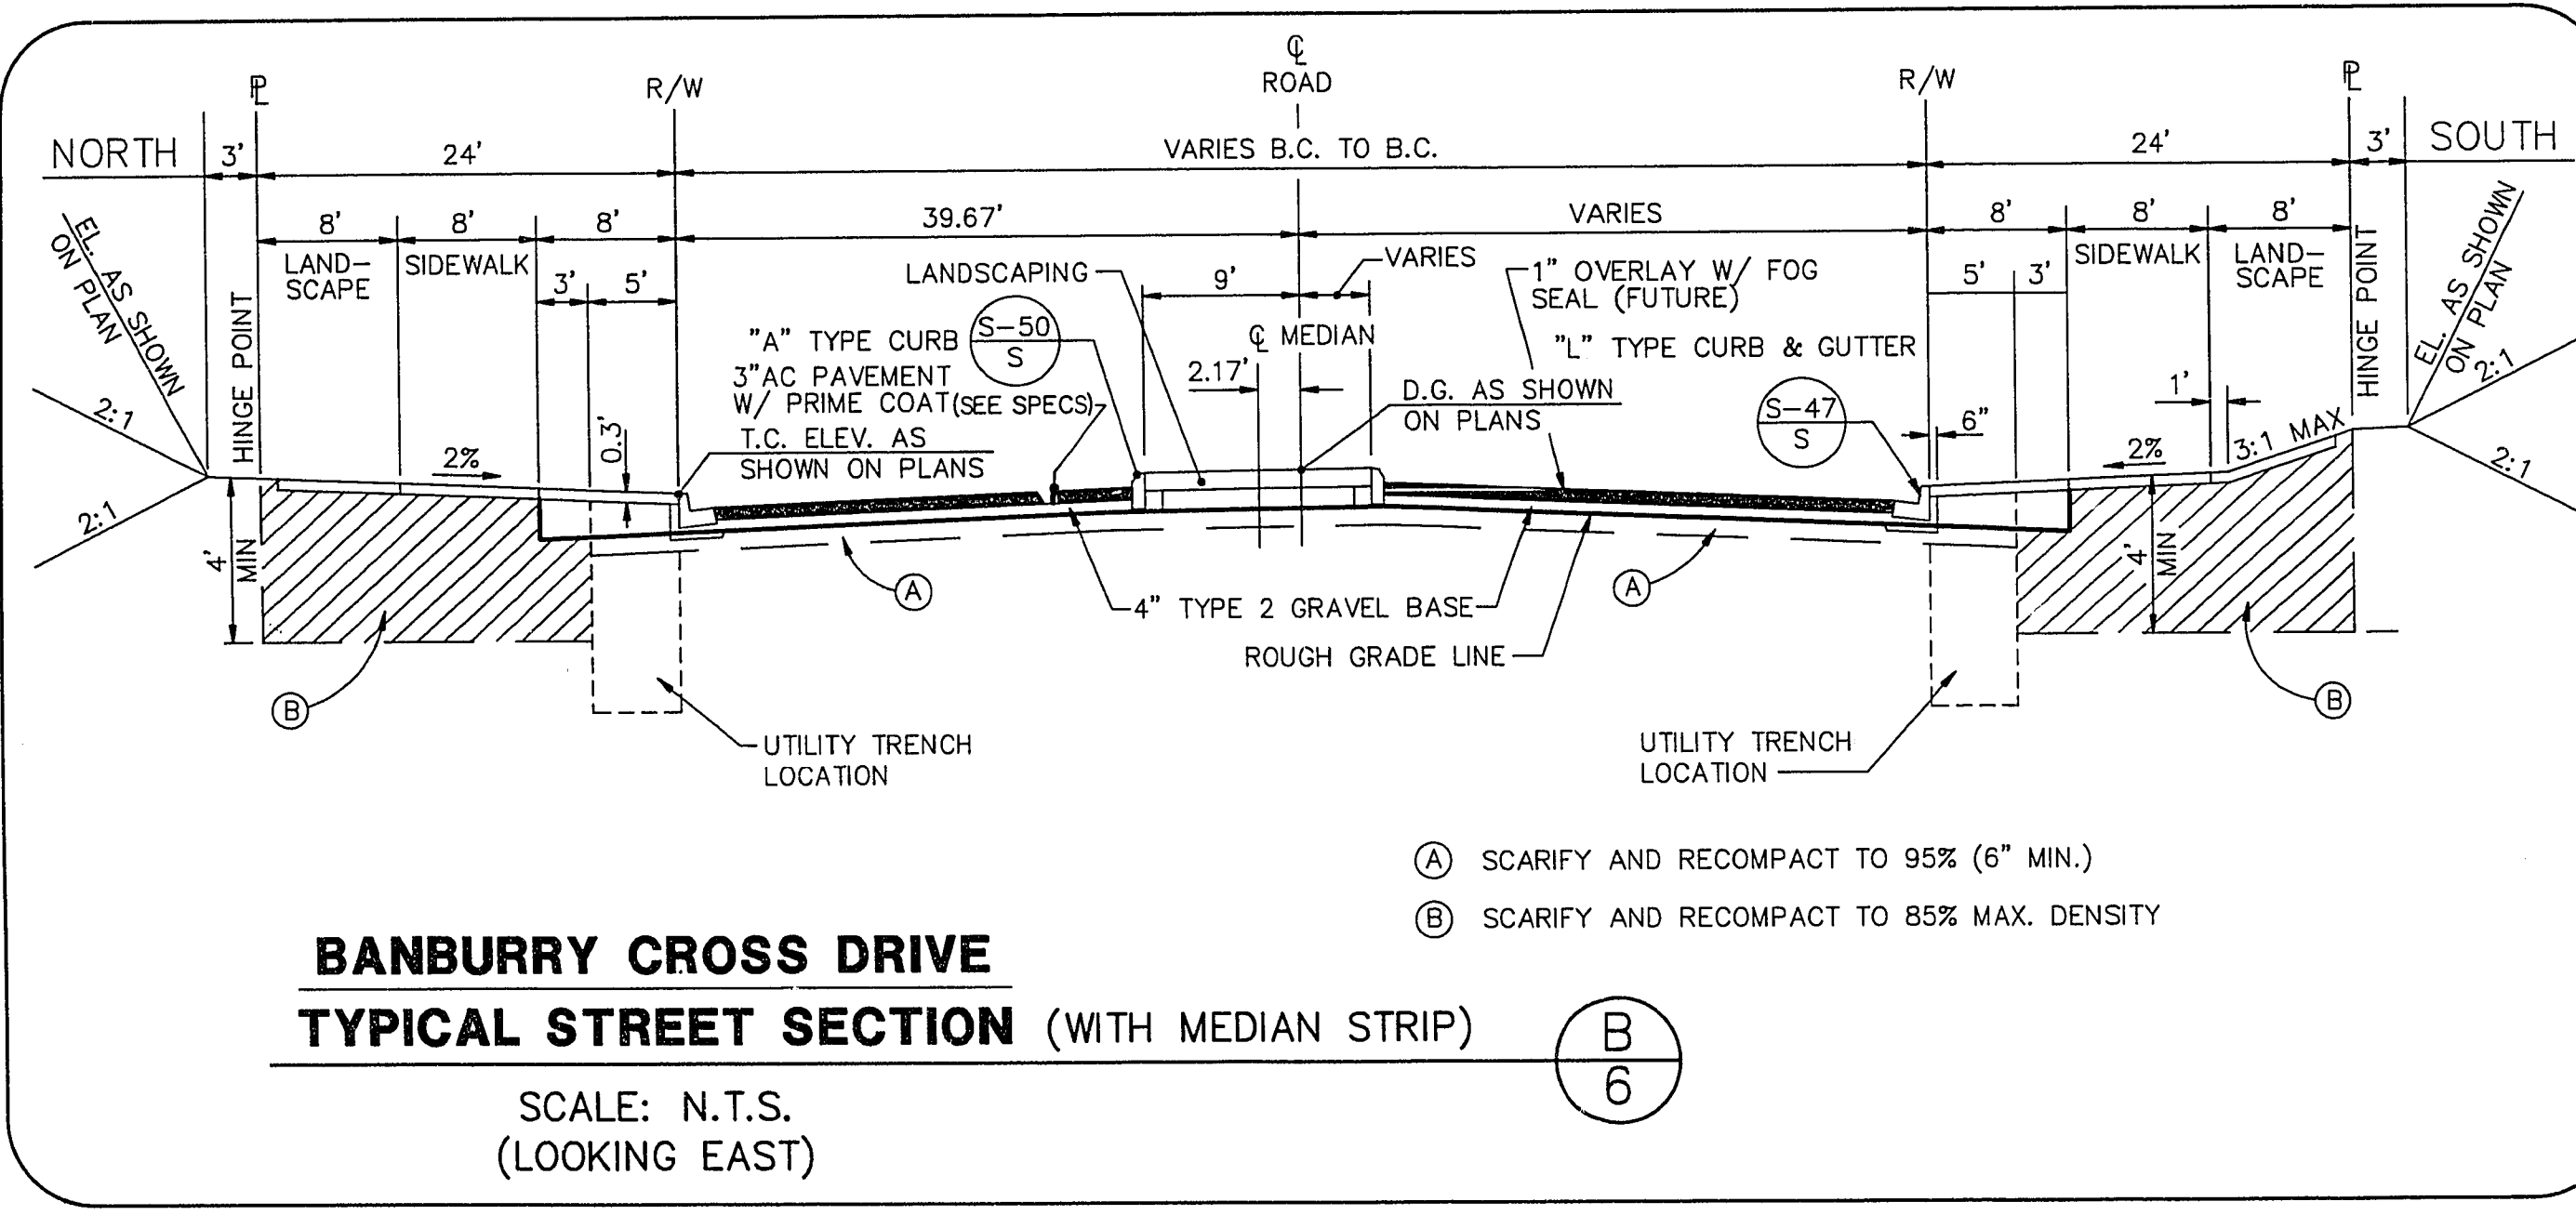 ℄
ROAD
℄ (P/L)
R/W
R/W
℄ (P/L)
NORTH
3'
24'
VARIES B.C. TO B.C.
24'
3'
SOUTH
8'
8'
8'
39.67'
VARIES
8'
8'
8'
LAND-
SCAPE
SIDEWALK
SIDEWALK
LAND-
SCAPE
3'
5'
5'
3'
EL. AS SHOWN
ON PLAN
HINGE POINT
HINGE POINT
EL. AS SHOWN
ON PLAN
LANDSCAPING
9'
VARIES
1" OVERLAY W/ FOG
SEAL (FUTURE)
"A" TYPE CURB
S-50
S
℄ MEDIAN
"L" TYPE CURB & GUTTER
3"AC PAVEMENT
W/ PRIME COAT(SEE SPECS)
2.17'
D.G. AS SHOWN
ON PLANS
S-47
S
1'
6"
T.C. ELEV. AS
SHOWN ON PLANS
0.3'
2%
2%
3:1 MAX
2:1
2:1
2:1
2:1
4'
MIN
4'
MIN
A
A
4" TYPE 2 GRAVEL BASE
ROUGH GRADE LINE
B
B
UTILITY TRENCH
LOCATION
UTILITY TRENCH
LOCATION
A SCARIFY AND RECOMPACT TO 95% (6" MIN.)
B SCARIFY AND RECOMPACT TO 85% MAX. DENSITY
BANBURRY CROSS DRIVE
TYPICAL STREET SECTION (WITH MEDIAN STRIP)
B
6
SCALE: N.T.S.
(LOOKING EAST)